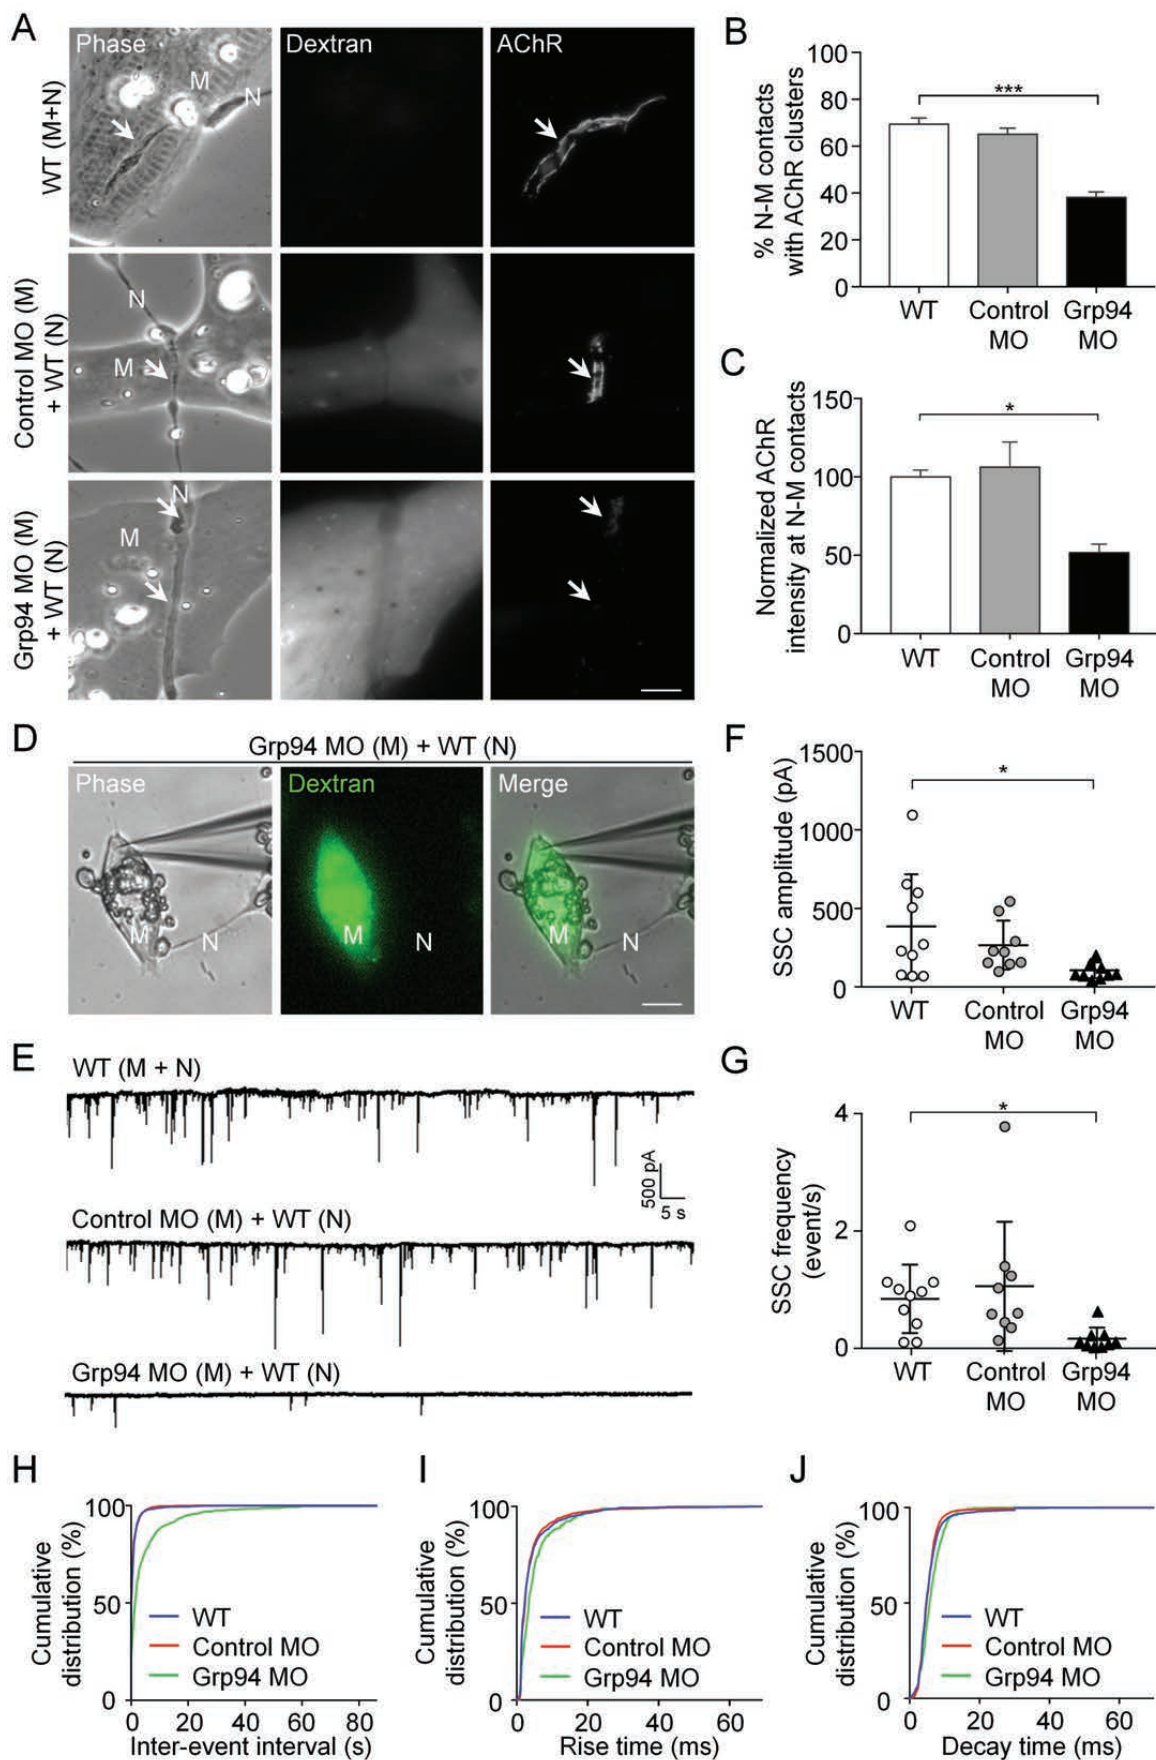 A
Phase
Dextran
AChR
WT (M+N)
M
N
Control MO (M)
+ WT (N)
N
M
Grp94 MO (M)
+ WT (N)
N
M
B
% N-M contacts
with AChR clusters
100
80
60
40
20
0
***
WT
Control
MO
Grp94
MO
C
Normalized AChR
intensity at N-M contacts
150
100
50
0
*
WT
Control
MO
Grp94
MO
D
Grp94 MO (M) + WT (N)
Phase
Dextran
Merge
M
N
M
N
M
N
E
WT (M + N)
500 pA
5 s
Control MO (M) + WT (N)
Grp94 MO (M) + WT (N)
F
SSC amplitude (pA)
1500
1000
500
0
*
WT
Control
MO
Grp94
MO
G
SSC frequency
(event/s)
4
2
0
*
WT
Control
MO
Grp94
MO
H
Cumulative
distribution (%)
100
50
0
WT
Control MO
Grp94 MO
0 20 40 60 80
Inter-event interval (s)
I
Cumulative
distribution (%)
100
50
0
WT
Control MO
Grp94 MO
0 20 40 60
Rise time (ms)
J
Cumulative
distribution (%)
100
50
0
WT
Control MO
Grp94 MO
0 20 40 60
Decay time (ms)